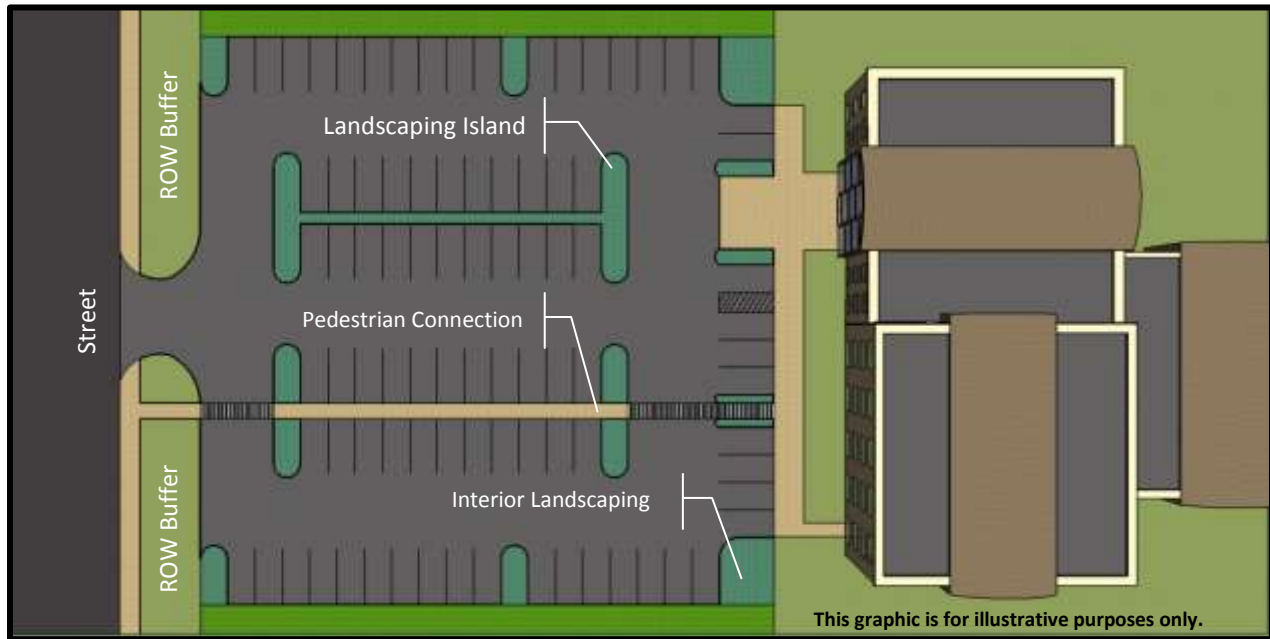 ROW Buffer
Landscaping Island
Street
Pedestrian Connection
Interior Landscaping
ROW Buffer
This graphic is for illustrative purposes only.